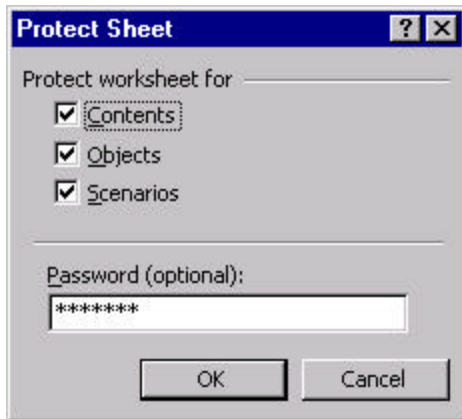 Protect Sheet
Protect worksheet for
Contents
Objects
Scenarios
Password (optional):
*******
OK Cancel